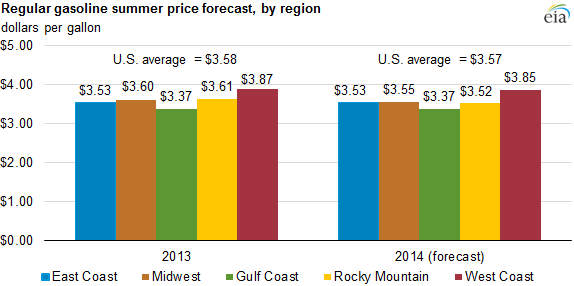 Regular gasoline summer price forecast, by region
dollars per gallon
eia
$5.00
$4.00
$3.00
$2.00
$1.00
$0.00
U.S. average = $3.58
$3.53 $3.60 $3.37 $3.61 $3.87
U.S. average = $3.57
$3.53 $3.55 $3.37 $3.52 $3.85
2013 2014 (forecast)
East Coast Midwest Gulf Coast Rocky Mountain West Coast